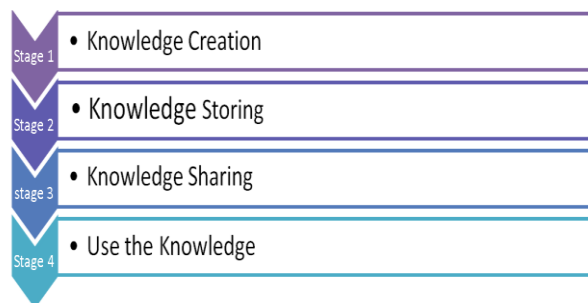 Stage 1
• Knowledge Creation
Stage 2
• Knowledge Storing
stage 3
• Knowledge Sharing
Stage 4
• Use the Knowledge